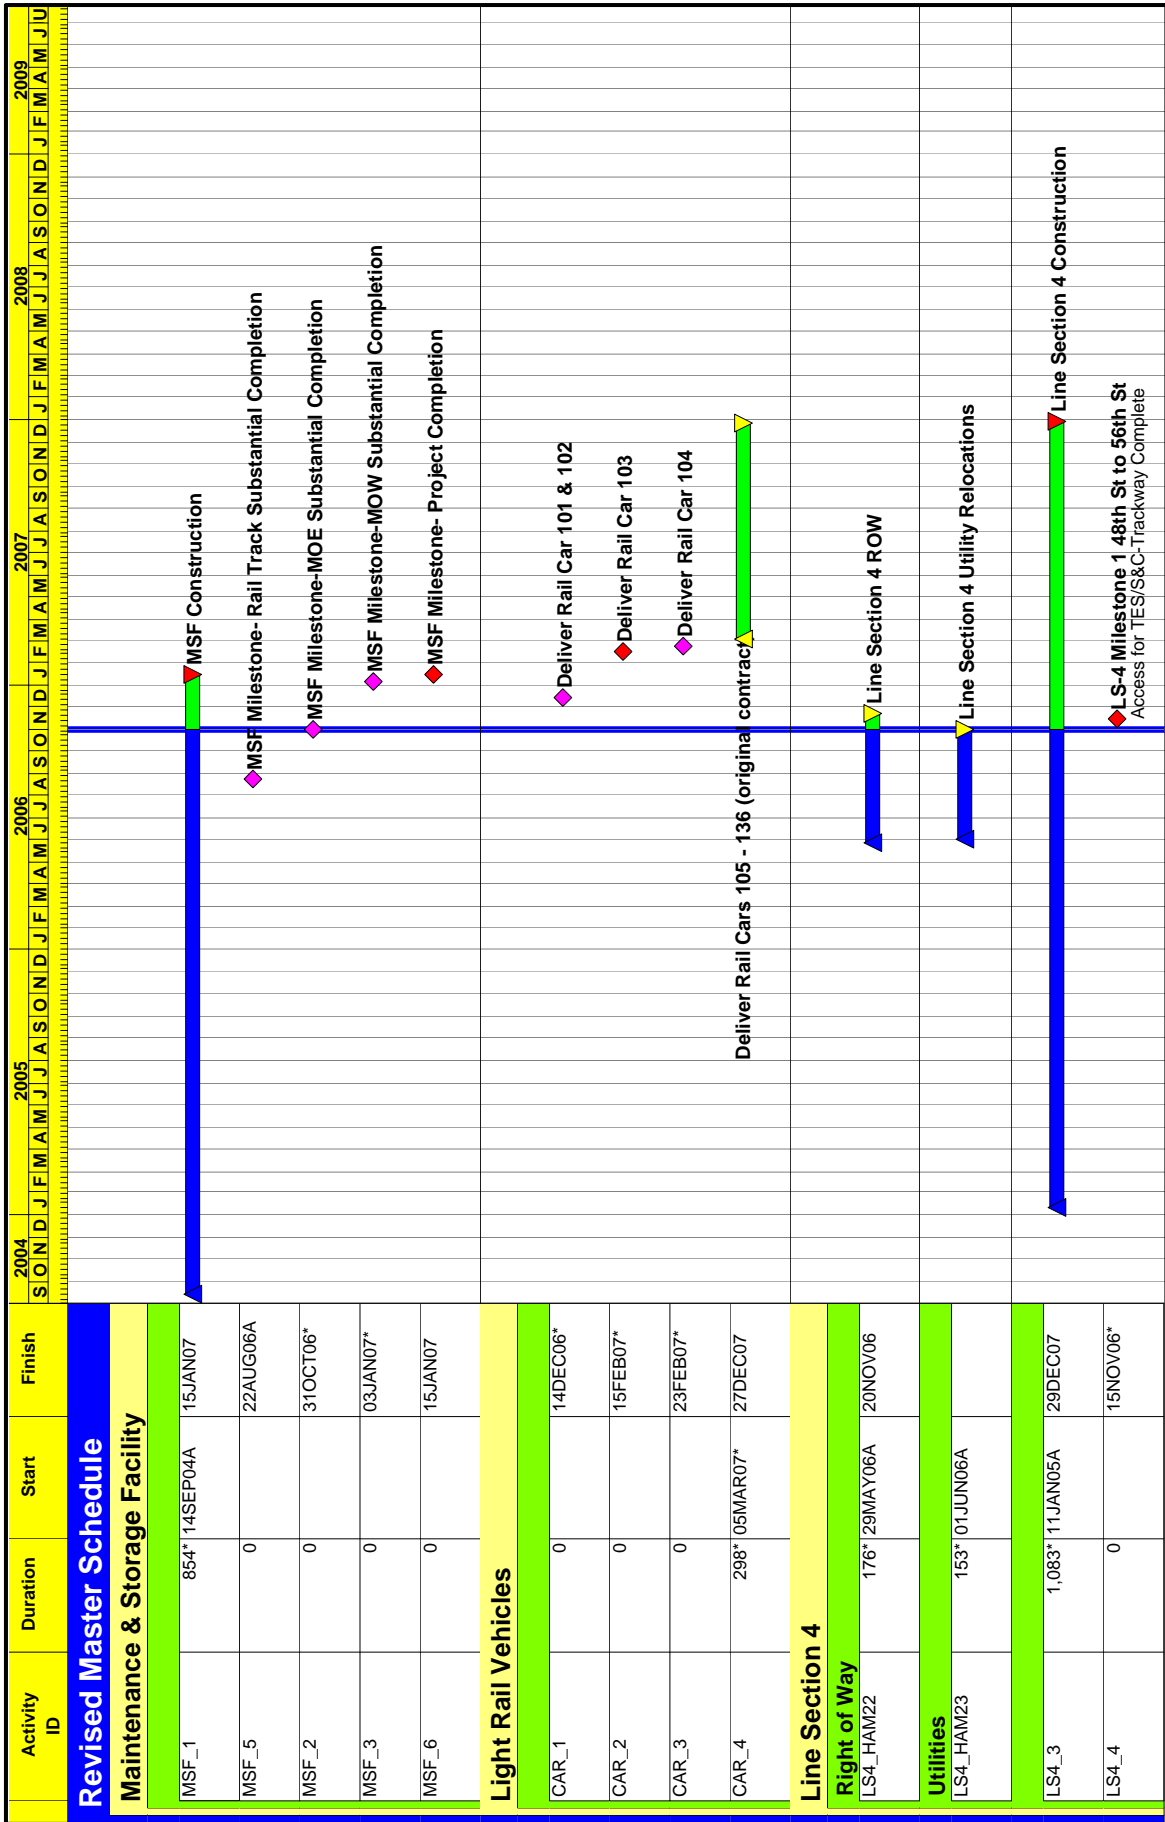 Activity ID Duration Start Finish 2004 2005 2006 2007 2008 2009
S O N D J F M A M J J A S O N D J F M A M J J A S O N D J F M A M J J A S O N D J F M A M J J A S O N D J F M A M J U
Revised Master Schedule
Maintenance & Storage Facility
MSF_1 854* 14SEP04A 15JAN07 MSF Construction
MSF_5 0 22AUG06A MSF Milestone- Rail Track Substantial Completion
MSF_2 0 31OCT06* MSF Milestone-MOE Substantial Completion
MSF_3 0 03JAN07* MSF Milestone-MOW Substantial Completion
MSF_6 0 15JAN07 MSF Milestone- Project Completion
Light Rail Vehicles
CAR_1 0 14DEC06* Deliver Rail Car 101 & 102
CAR_2 0 15FEB07* Deliver Rail Car 103
CAR_3 0 23FEB07* Deliver Rail Car 104
CAR_4 298* 05MAR07* 27DEC07 Deliver Rail Cars 105 - 136 (original contract
Line Section 4
Right of Way
LS4_HAM22 176* 29MAY06A 20NOV06 Line Section 4 ROW
Utilities
LS4_HAM23 153* 01JUN06A Line Section 4 Utility Relocations
LS4_3 1,083* 11JAN05A 29DEC07 Line Section 4 Construction
LS4_4 0 15NOV06* LS-4 Milestone 1 48th St to 56th St
Access for TES/S&C-Trackway Complete